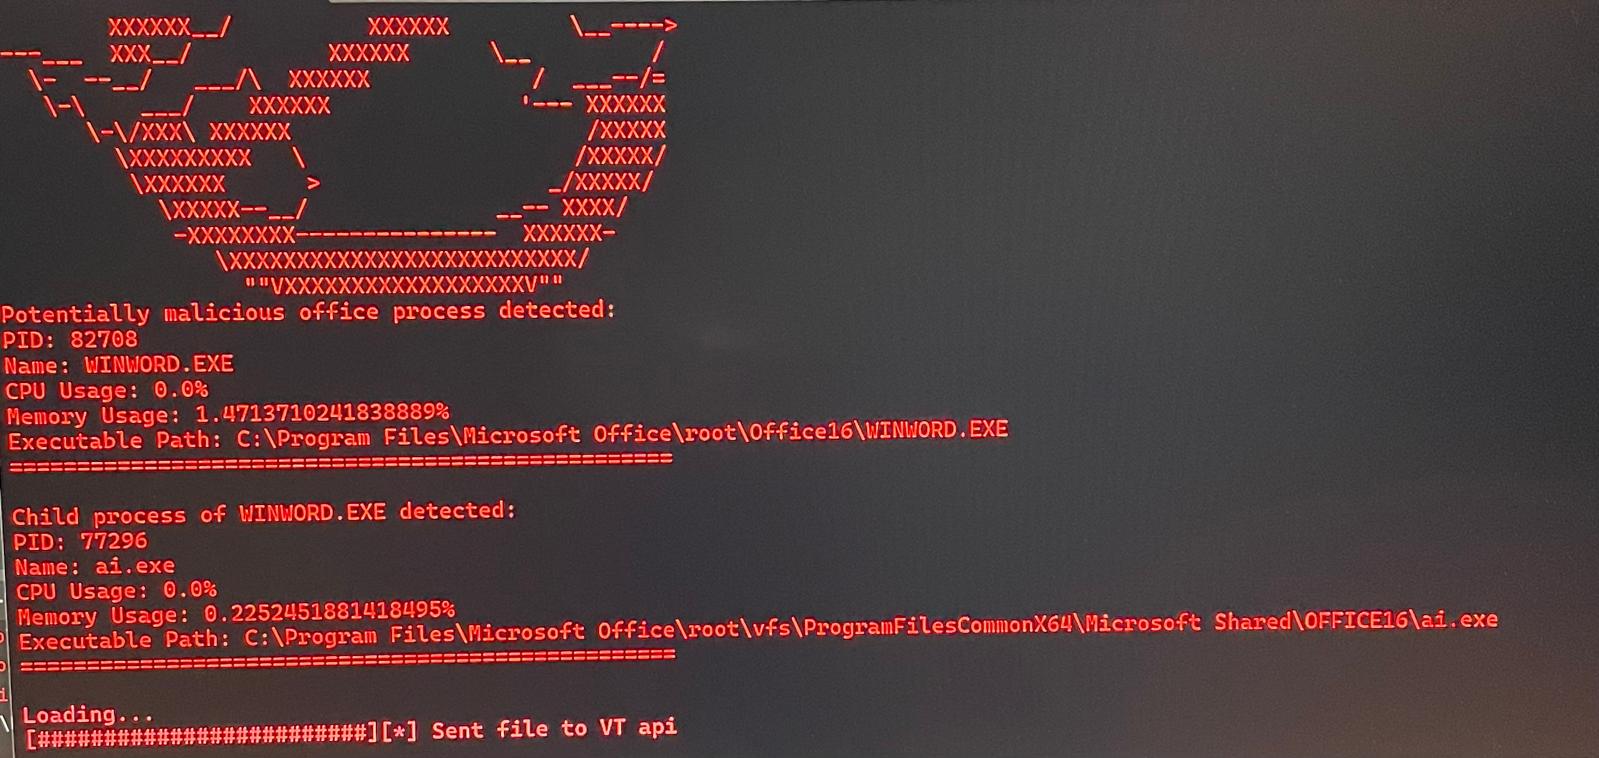 XXXXXX__/ XXXXXX \__---->
---___ XXX__/ XXXXXX \__ /
\- --__/ ___/\ XXXXXX / ___--/=
\-\ ___/ XXXXXX '--- XXXXXX
\-\/XXX\ XXXXXX /XXXXX
\XXXXXXXXX \ /XXXXX/
\XXXXXX > _/XXXXX/
\XXXXX--__/ __-- XXXX/
-XXXXXXXX--------------- XXXXXX-
\XXXXXXXXXXXXXXXXXXXXXXXXXX/
""VXXXXXXXXXXXXXXXXXXV""
Potentially malicious office process detected:
PID: 82708
Name: WINWORD.EXE
CPU Usage: 0.0%
Memory Usage: 1.4713710241838889%
Executable Path: C:\Program Files\Microsoft Office\root\Office16\WINWORD.EXE
==================================================
Child process of WINWORD.EXE detected:
PID: 77296
Name: ai.exe
CPU Usage: 0.0%
Memory Usage: 0.2252451881418495%
Executable Path: C:\Program Files\Microsoft Office\root\vfs\ProgramFilesCommonX64\Microsoft Shared\OFFICE16\ai.exe
==================================================
Loading...
[#########################][*] Sent file to VT api